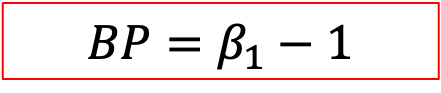 BP = β₁ − 1